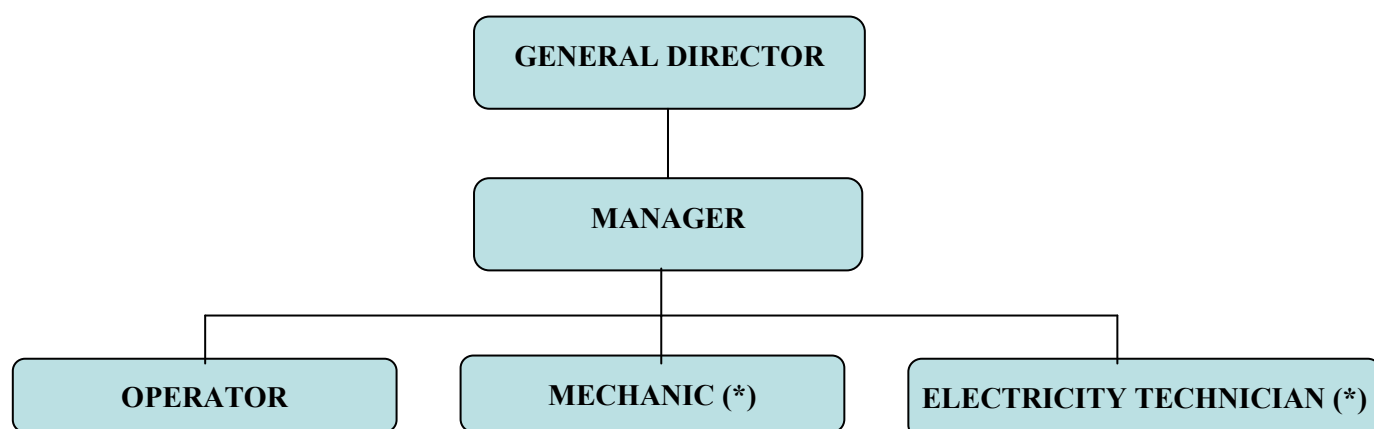 GENERAL DIRECTOR
MANAGER
OPERATOR
MECHANIC (*)
ELECTRICITY TECHNICIAN (*)